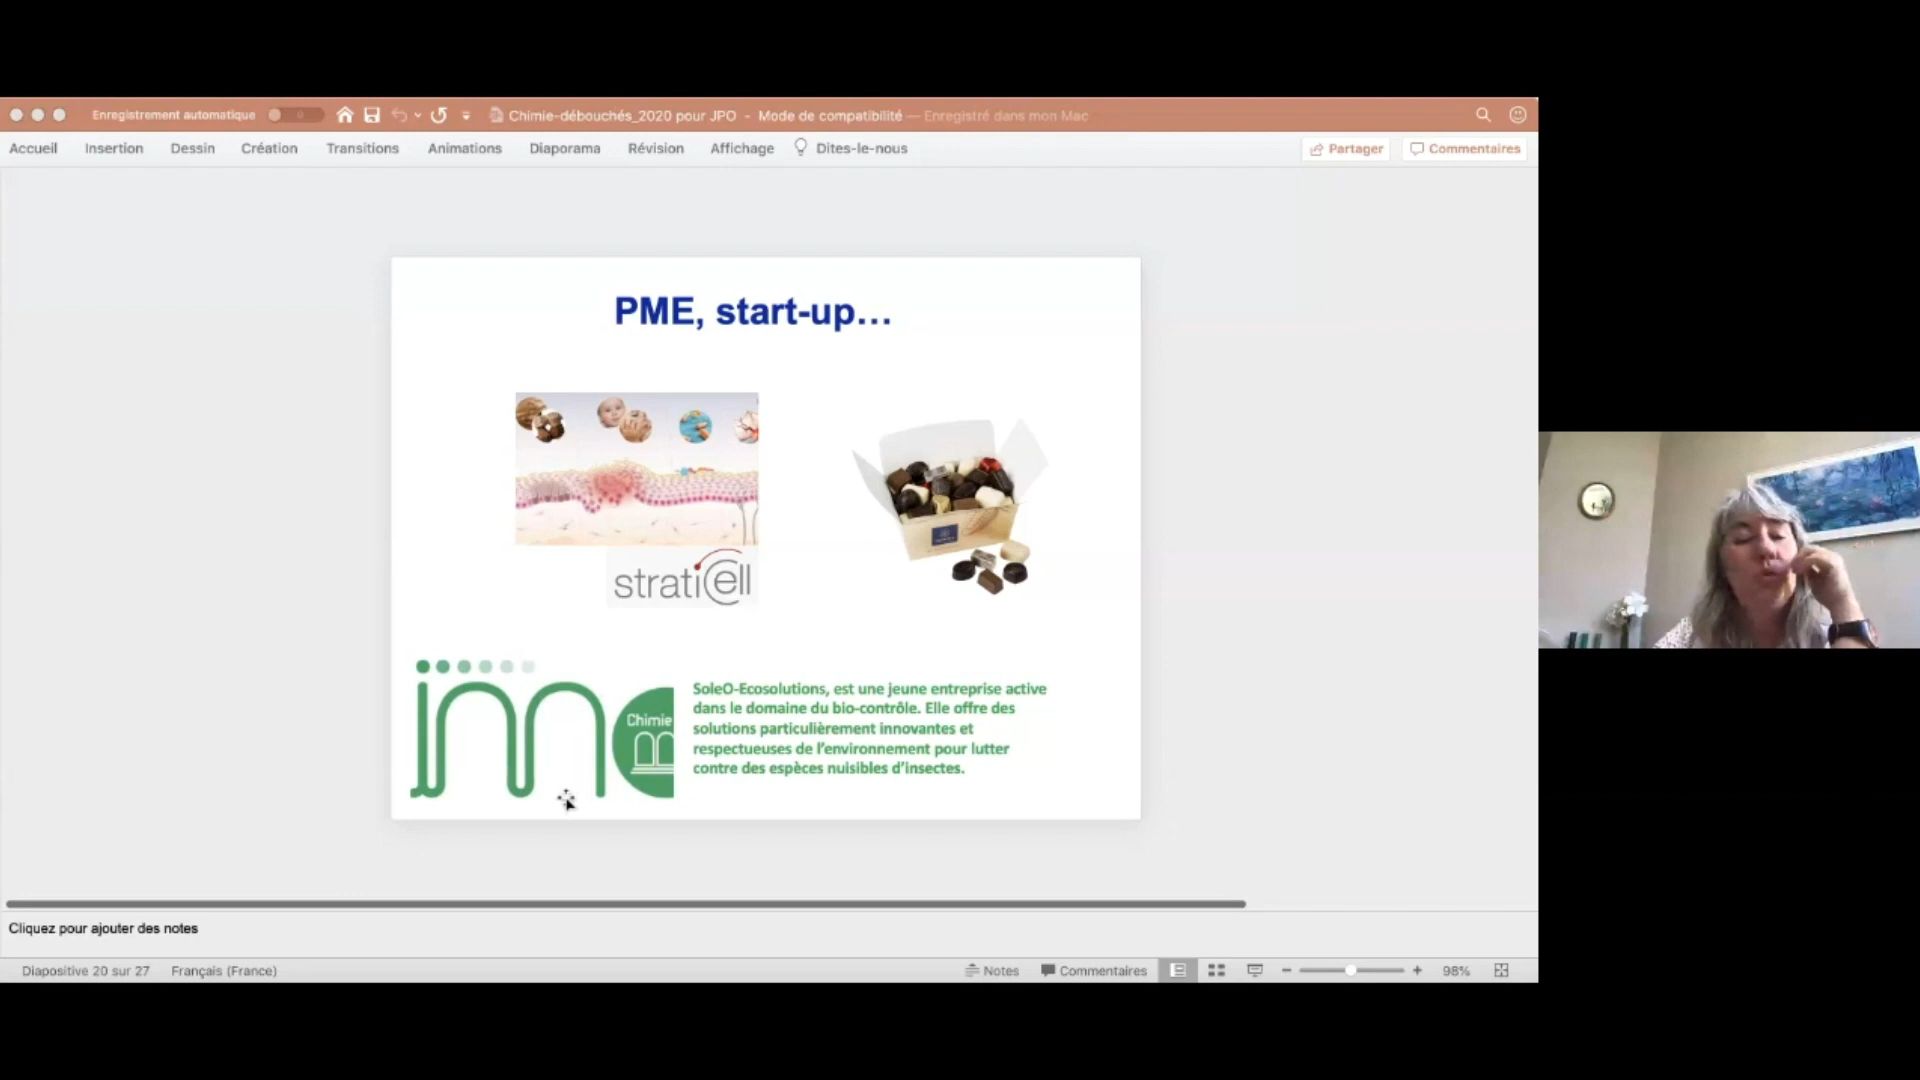 Enregistrement automatique
Chimie-débouchés_2020 pour JPO - Mode de compatibilité — Enregistré dans mon Mac
Accueil Insertion Dessin Création Transitions Animations Diaporama Révision Affichage Dites-le-nous Partager Commentaires
PME, start-up...
straticell
Chimie
SoleO-Ecosolutions, est une jeune entreprise active
dans le domaine du bio-contrôle. Elle offre des
solutions particulièrement innovantes et
respectueuses de l'environnement pour lutter
contre des espèces nuisibles d'insectes.
Cliquez pour ajouter des notes
Diapositive 20 sur 27 Français (France) Notes Commentaires 98%